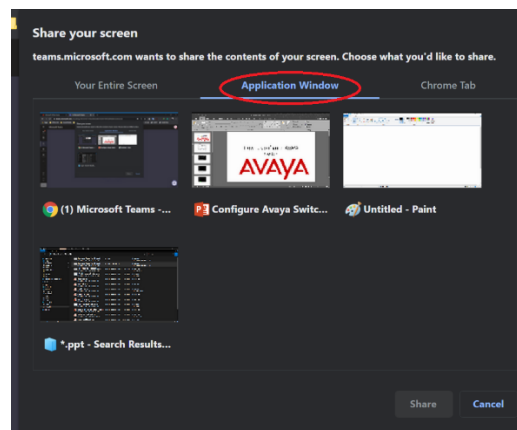 Share your screen
teams.microsoft.com wants to share the contents of your screen. Choose what you'd like to share.
Your Entire Screen
Application Window
Chrome Tab
AVAYA
(1) Microsoft Teams -...
Configure Avaya Switc...
Untitled - Paint
*.ppt - Search Results...
Share
Cancel